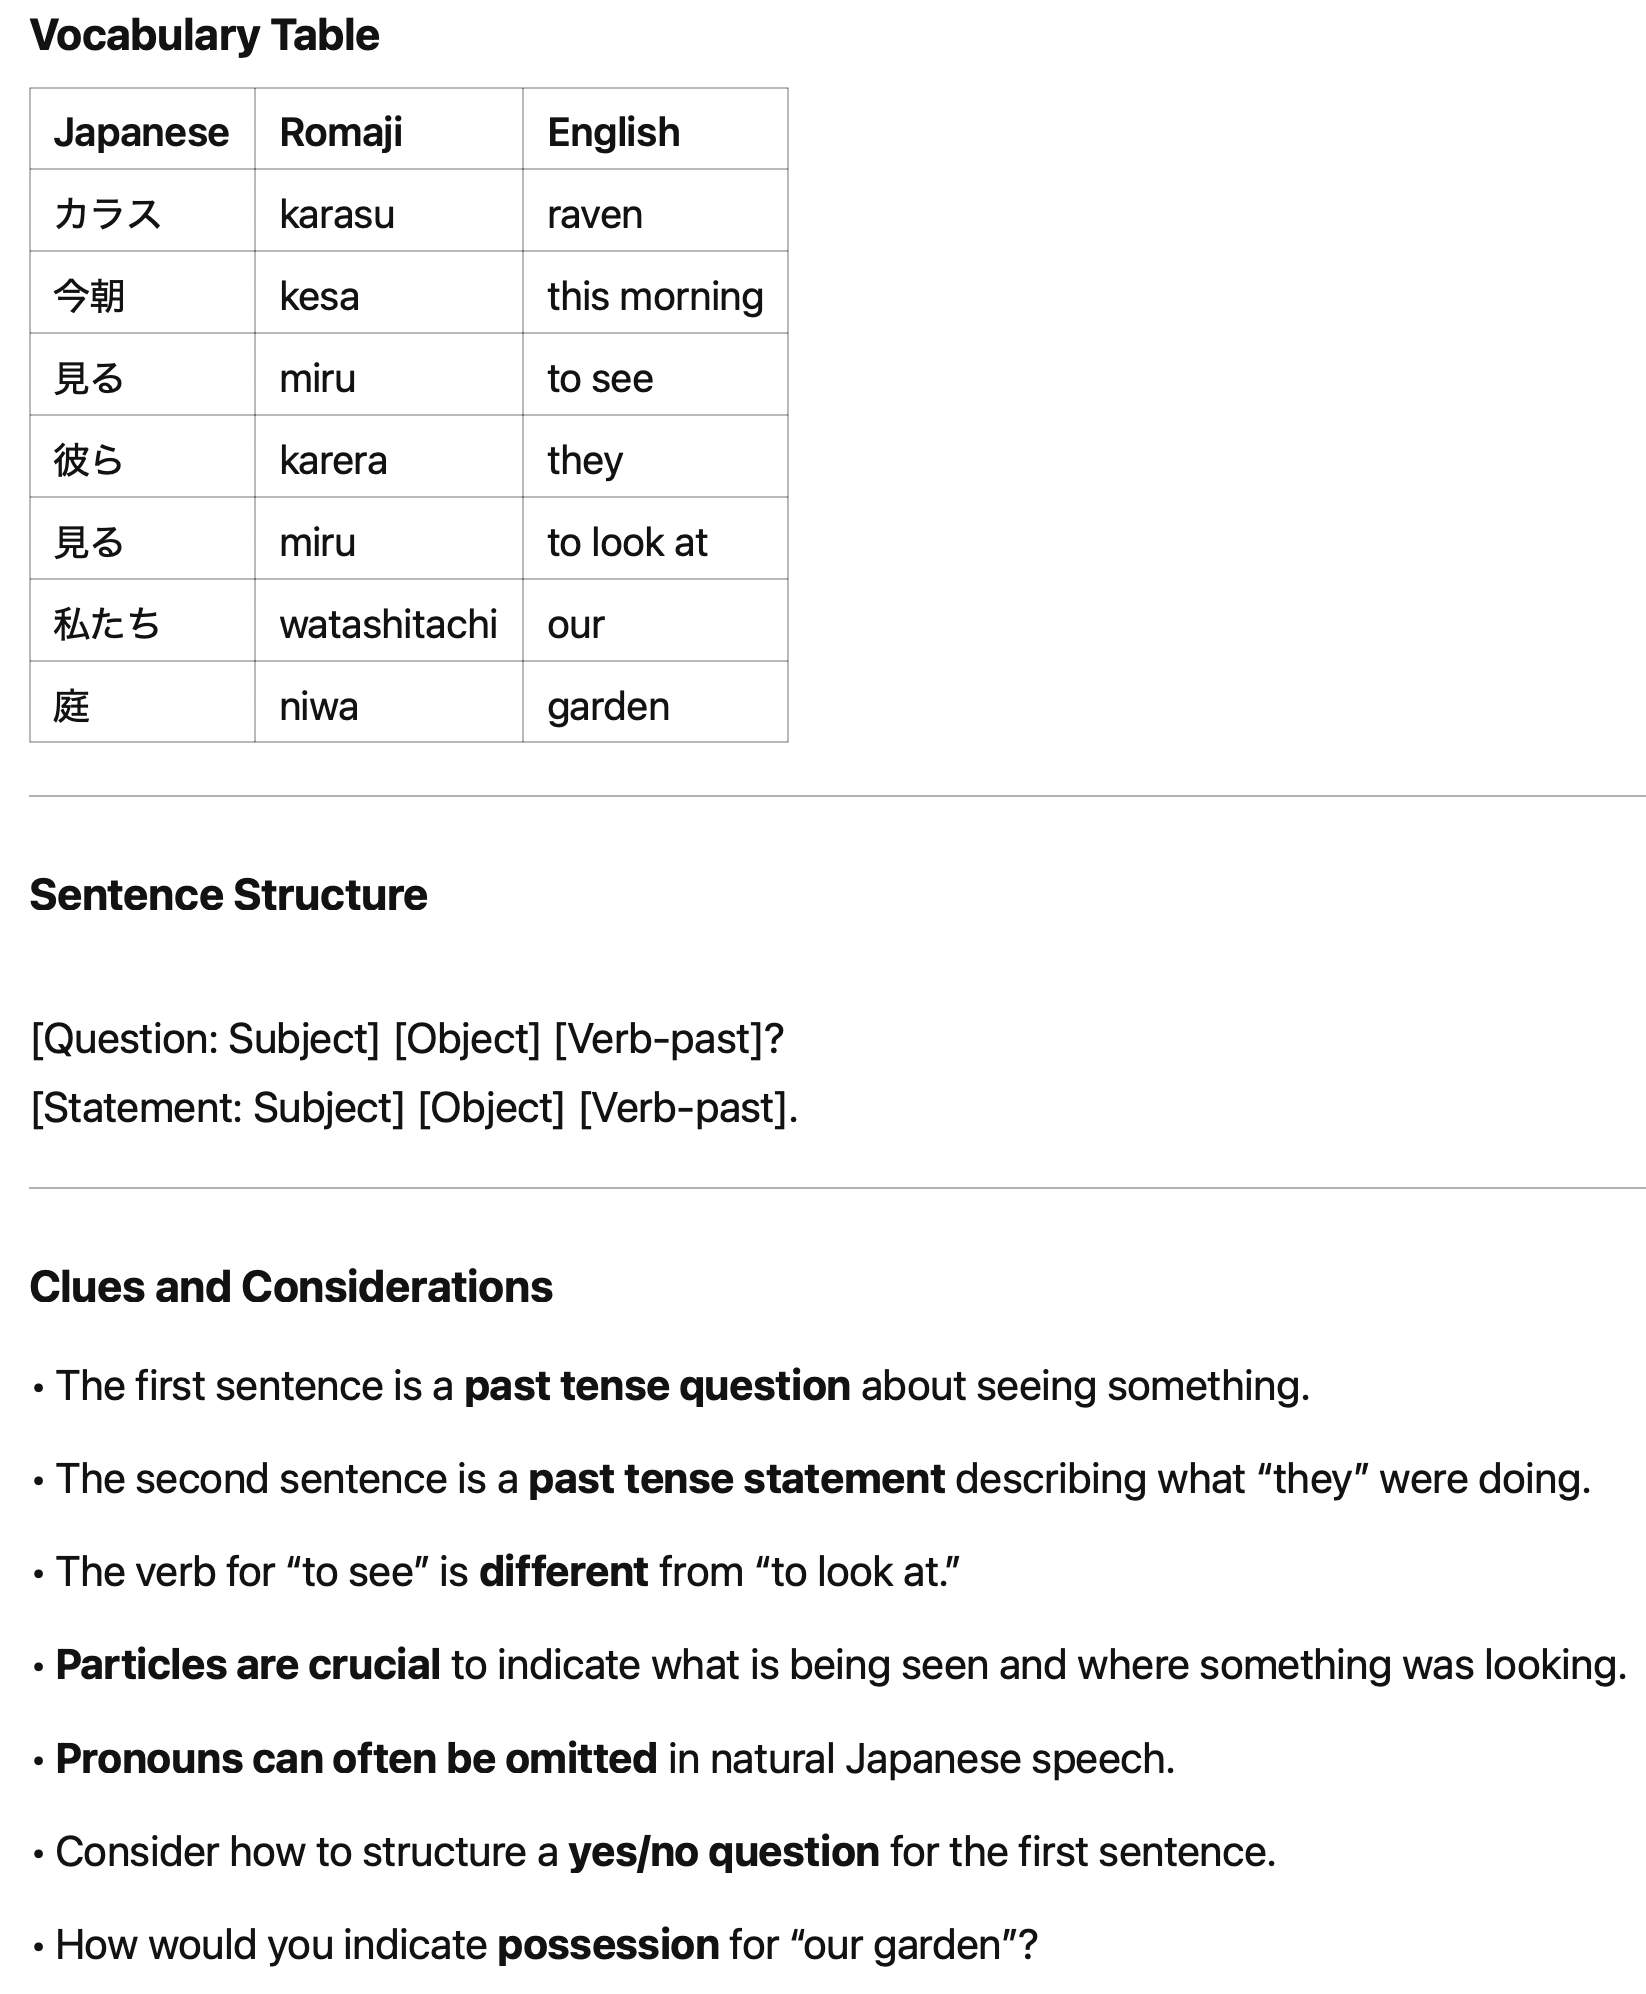 Vocabulary Table
Japanese Romaji English
カラス karasu raven
今朝 kesa this morning
見る miru to see
彼ら karera they
見る miru to look at
私たち watashitachi our
庭 niwa garden
Sentence Structure
[Question: Subject] [Object] [Verb-past]?
[Statement: Subject] [Object] [Verb-past].
Clues and Considerations
• The first sentence is a past tense question about seeing something.
• The second sentence is a past tense statement describing what “they” were doing.
• The verb for “to see” is different from “to look at.”
• Particles are crucial to indicate what is being seen and where something was looking.
• Pronouns can often be omitted in natural Japanese speech.
• Consider how to structure a yes/no question for the first sentence.
• How would you indicate possession for “our garden”?